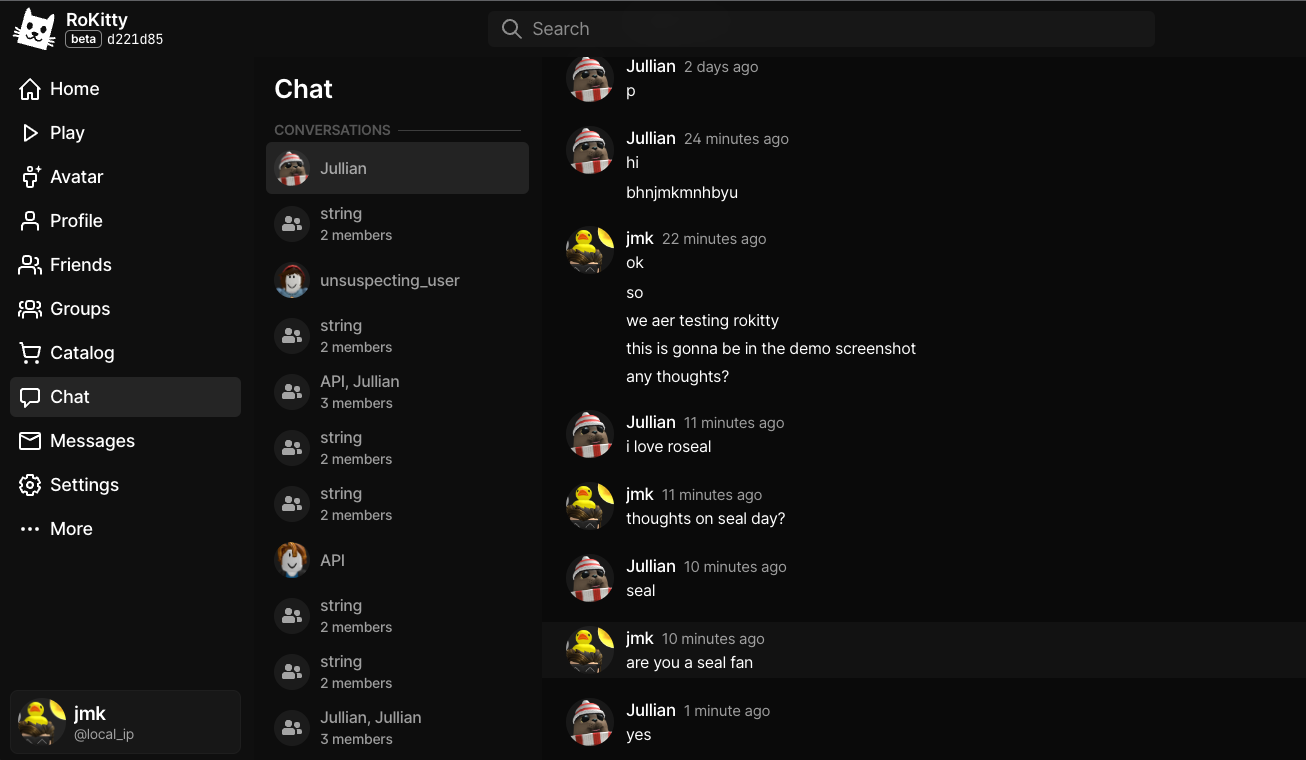 RoKitty
beta d221d85
Search
Home
Play
Avatar
Profile
Friends
Groups
Catalog
Chat
Messages
Settings
More
jmk
@local_ip
Chat
CONVERSATIONS
Jullian
string
2 members
unsuspecting_user
string
2 members
API, Jullian
3 members
string
2 members
string
2 members
API
string
2 members
string
2 members
Jullian, Jullian
3 members
Jullian 2 days ago
p
Jullian 24 minutes ago
hi
bhnjmkmnhbyu
jmk 22 minutes ago
ok
so
we aer testing rokitty
this is gonna be in the demo screenshot
any thoughts?
Jullian 11 minutes ago
i love roseal
jmk 11 minutes ago
thoughts on seal day?
Jullian 10 minutes ago
seal
jmk 10 minutes ago
are you a seal fan
Jullian 1 minute ago
yes